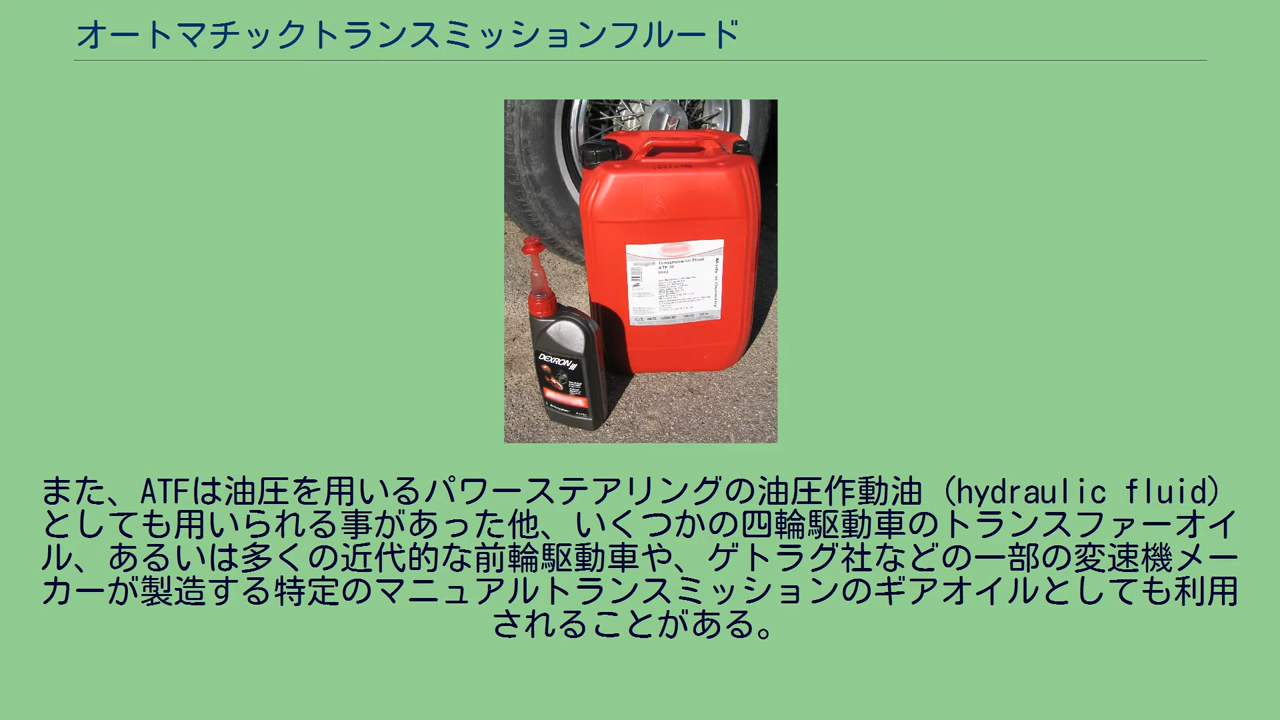 オートマチックトランスミッションフルード
DEXRON III
また、ATFは油圧を用いるパワーステアリングの油圧作動油（hydraulic fluid）
として​も用いられる事があった他、いくつかの四輪駆動車のトランスファーオイ
ル、あるいは多くの近代的な前輪駆動車や、ゲトラグ社などの一部の変速機メー
カーが製造する特定のマニュアルトランスミッションのギアオイルとしても利用
されることがある。